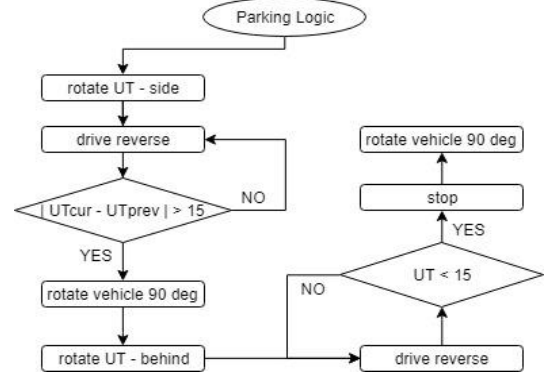 Parking Logic
rotate UT - side
drive reverse
| UTcur - UTprev | > 15
NO
YES
rotate vehicle 90 deg
rotate UT - behind
drive reverse
UT < 15
NO
YES
stop
rotate vehicle 90 deg